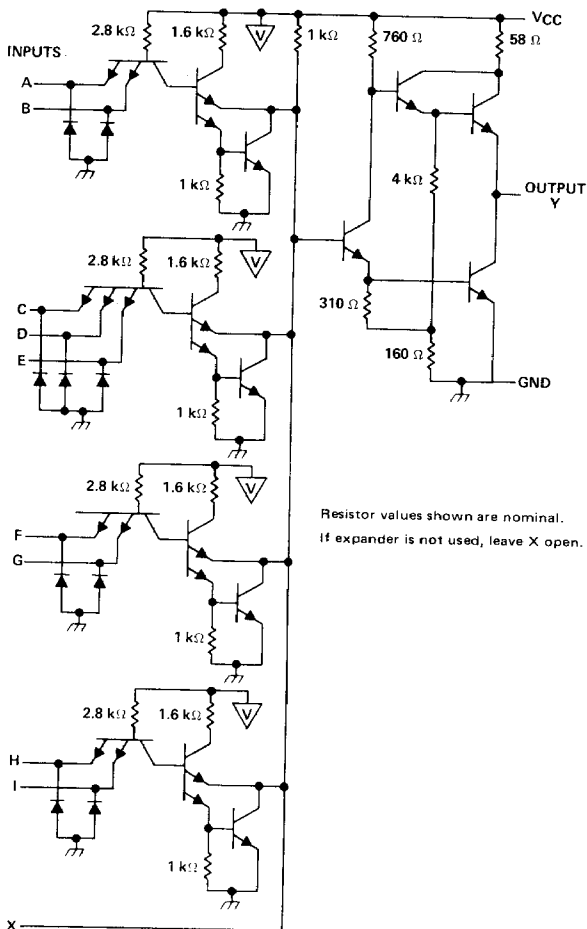 VCC
2.8 kΩ
1.6 kΩ
V
1 kΩ
760 Ω
58 Ω
INPUTS
A
B
1 kΩ
4 kΩ
OUTPUT
Y
2.8 kΩ
1.6 kΩ
V
C
D
E
310 Ω
160 Ω
1 kΩ
GND
2.8 kΩ
1.6 kΩ
V
F
G
Resistor values shown are nominal.
If expander is not used, leave X open.
1 kΩ
2.8 kΩ
1.6 kΩ
V
H
I
1 kΩ
X